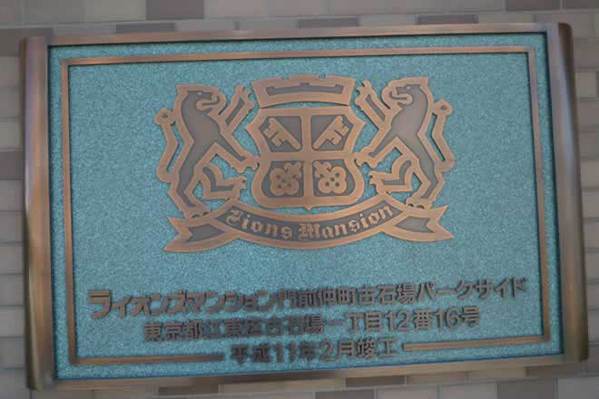 Lions Mansion
ライオンズマンション門前仲町古石場パークサイド
東京都江東区古石場一丁目12番16号
平成11年2月竣工